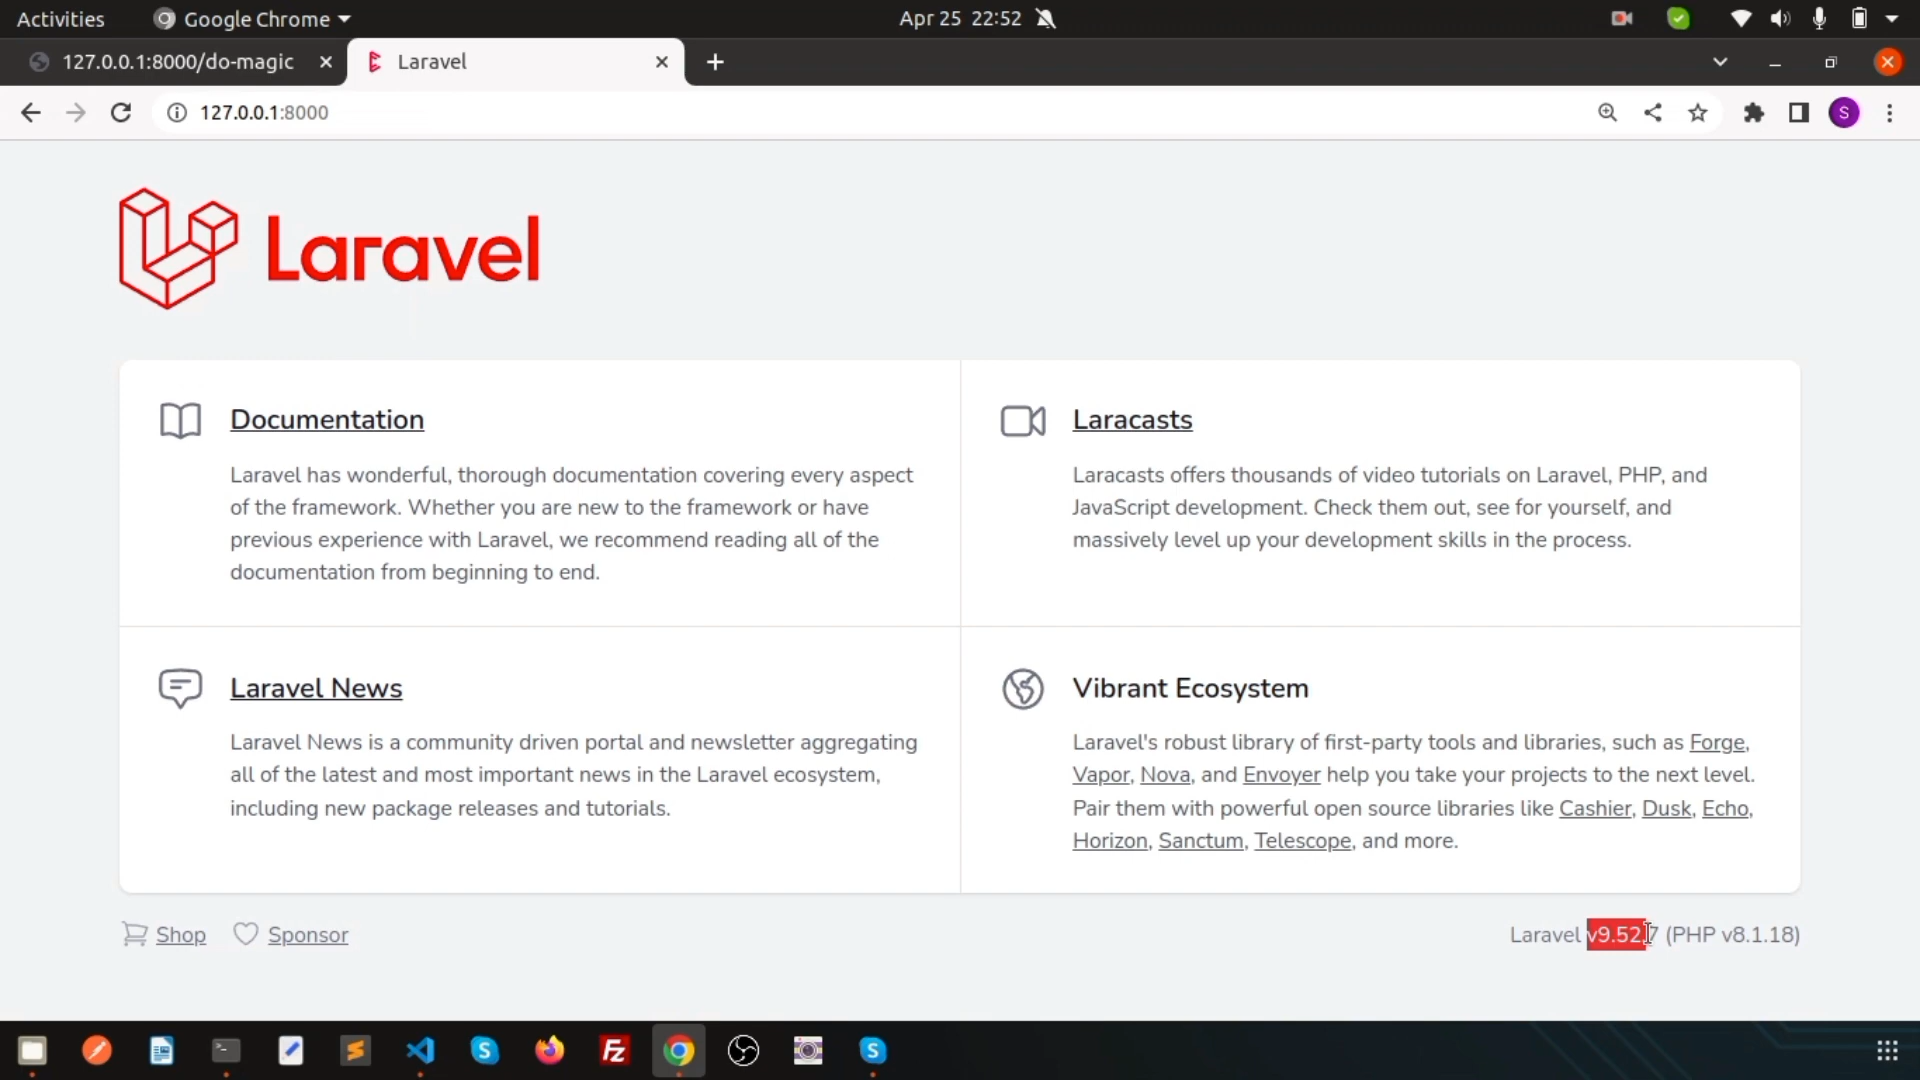 Activities Google Chrome Apr 25 22:52
127.0.0.1:8000/do-magic Laravel
127.0.0.1:8000 S
Laravel
Documentation
Laravel has wonderful, thorough documentation covering every aspect
of the framework. Whether you are new to the framework or have
previous experience with Laravel, we recommend reading all of the
documentation from beginning to end.
Laracasts
Laracasts offers thousands of video tutorials on Laravel, PHP, and
JavaScript development. Check them out, see for yourself, and
massively level up your development skills in the process.
Laravel News
Laravel News is a community driven portal and newsletter aggregating
all of the latest and most important news in the Laravel ecosystem,
including new package releases and tutorials.
Vibrant Ecosystem
Laravel's robust library of first-party tools and libraries, such as Forge,
Vapor, Nova, and Envoyer help you take your projects to the next level.
Pair them with powerful open source libraries like Cashier, Dusk, Echo,
Horizon, Sanctum, Telescope, and more.
Shop Sponsor Laravel v9.52.7 (PHP v8.1.18)